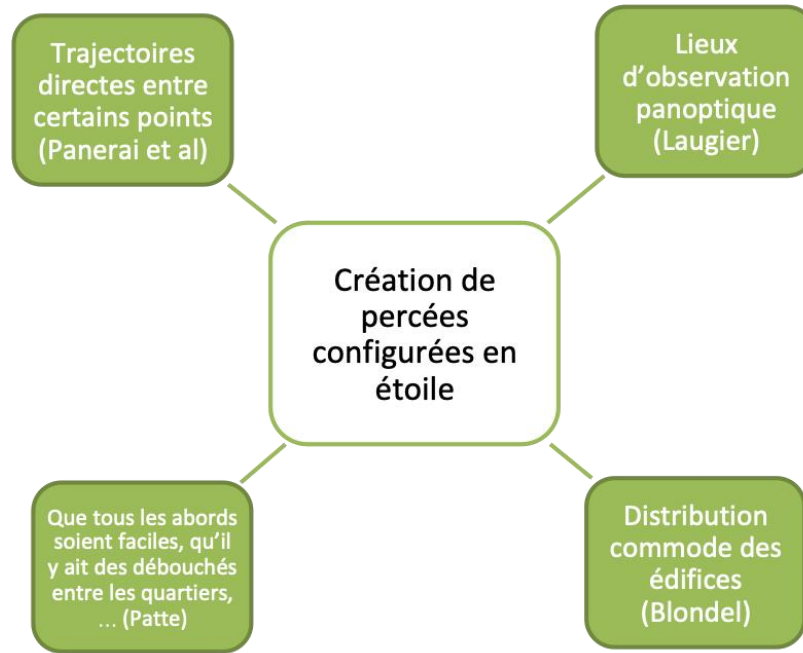 Trajectoires
directes entre
certains points
(Panerai et al)
Lieux
d’observation
panoptique
(Laugier)
Création de
percées
configurées en
étoile
Que tous les abords
soient faciles, qu’il
y ait des débouchés
entre les quartiers,
… (Patte)
Distribution
commode des
édifices
(Blondel)